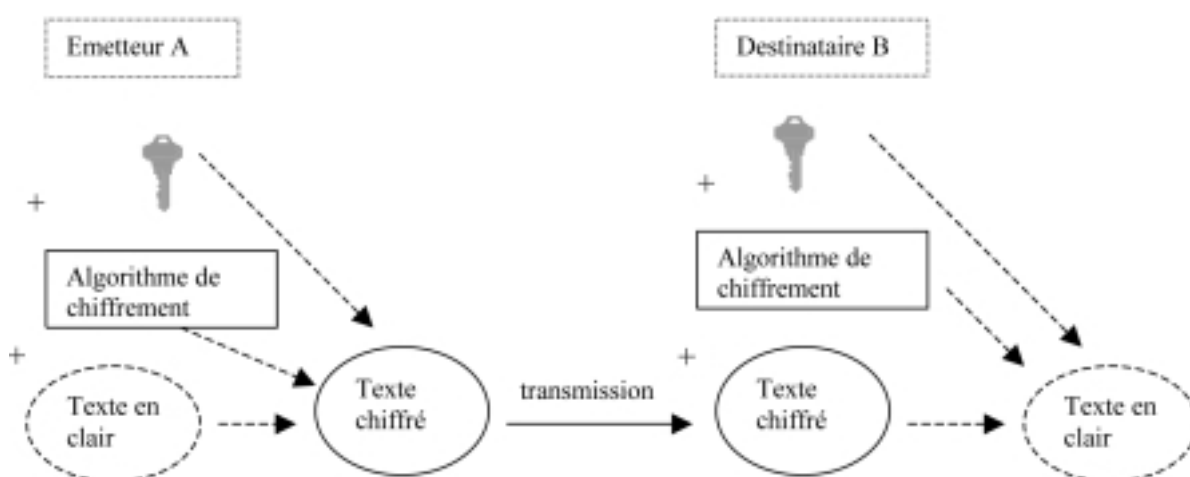 Emetteur A
Destinataire B
+
+
Algorithme de
chiffrement
Algorithme de
chiffrement
+
+
Texte en
clair
Texte
chiffré
transmission
Texte
chiffré
Texte en
clair